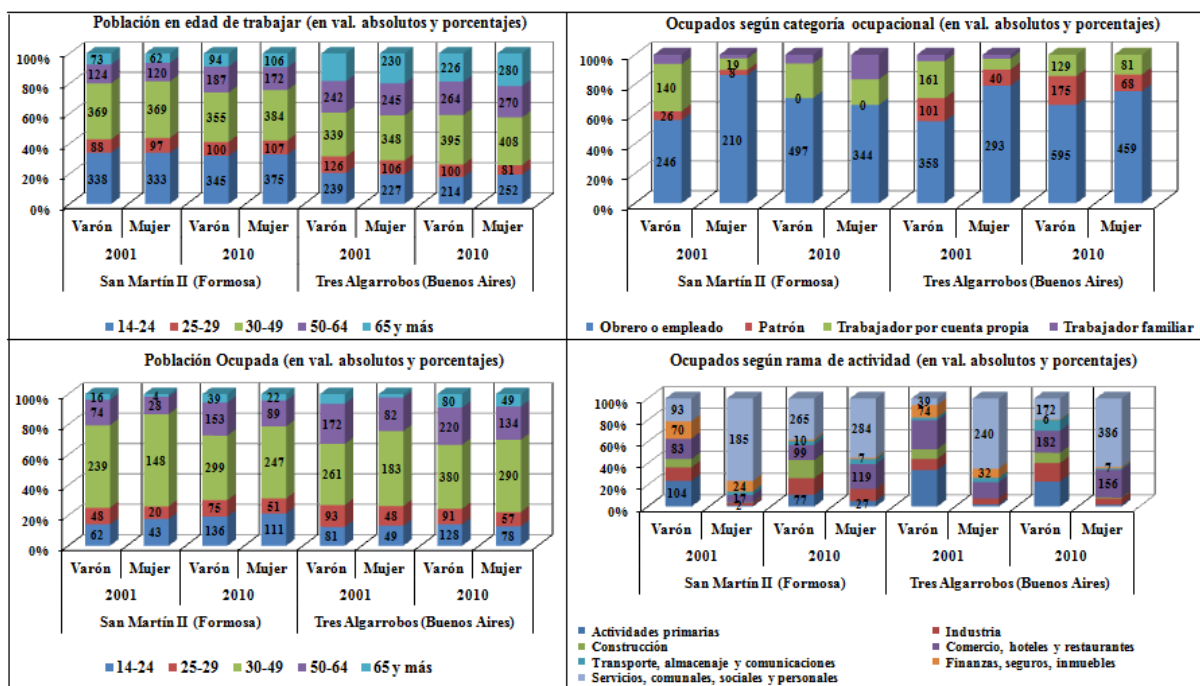 Población en edad de trabajar (en val. absolutos y porcentajes)
100%
80%
60%
40%
20%
0%
73 62 94 106 230 226 280
124 120 187 172 242 245 264 270
369 369 355 384 339 348 395 408
88 97 100 107 126 106 100 81
338 333 345 375 239 227 214 252
Varón Mujer Varón Mujer Varón Mujer Varón Mujer
2001 2010 2001 2010
San Martín II (Formosa) Tres Algarrobos (Buenos Aires)
14-24 25-29 30-49 50-64 65 y más
Ocupados según categoría ocupacional (en val. absolutos y porcentajes)
100%
80%
60%
40%
20%
0%
140 19 161 129 81
26 8 0 0 101 40 175 68
246 210 497 344 358 293 595 459
Varón Mujer Varón Mujer Varón Mujer Varón Mujer
2001 2010 2001 2010
San Martín II (Formosa) Tres Algarrobos (Buenos Aires)
Obrero o empleado Patrón Trabajador por cuenta propia Trabajador familiar
Población Ocupada (en val. absolutos y porcentajes)
100%
80%
60%
40%
20%
0%
16 4 39 22 80 49
74 28 153 89 172 82 220 134
239 148 299 247 261 183 380 290
48 20 75 51 93 48 91 57
62 43 136 111 81 49 128 78
Varón Mujer Varón Mujer Varón Mujer Varón Mujer
2001 2010 2001 2010
San Martín II (Formosa) Tres Algarrobos (Buenos Aires)
14-24 25-29 30-49 50-64 65 y más
Ocupados según rama de actividad (en val. absolutos y porcentajes)
100%
80%
60%
40%
20%
0%
93 185 265 284 39 240 172 386
70 24 10 7 74 32 6 7
83 17 99 119 182 156
104 2 77 27
Varón Mujer Varón Mujer Varón Mujer Varón Mujer
2001 2010 2001 2010
San Martín II (Formosa) Tres Algarrobos (Buenos Aires)
Actividades primarias Industria
Construcción Comercio, hoteles y restaurantes
Transporte, almacenaje y comunicaciones Finanzas, seguros, inmuebles
Servicios, comunales, sociales y personales